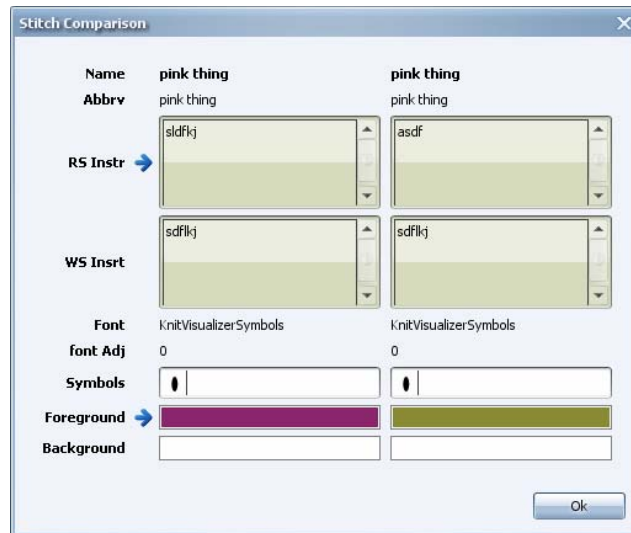 Stitch Comparison
Name pink thing pink thing
Abbrv pink thing pink thing
RS Instr sldfkj asdf
WS Insrt sdflkj sdflkj
Font KnitVisualizerSymbols KnitVisualizerSymbols
font Adj 0 0
Symbols
Foreground
Background
Ok